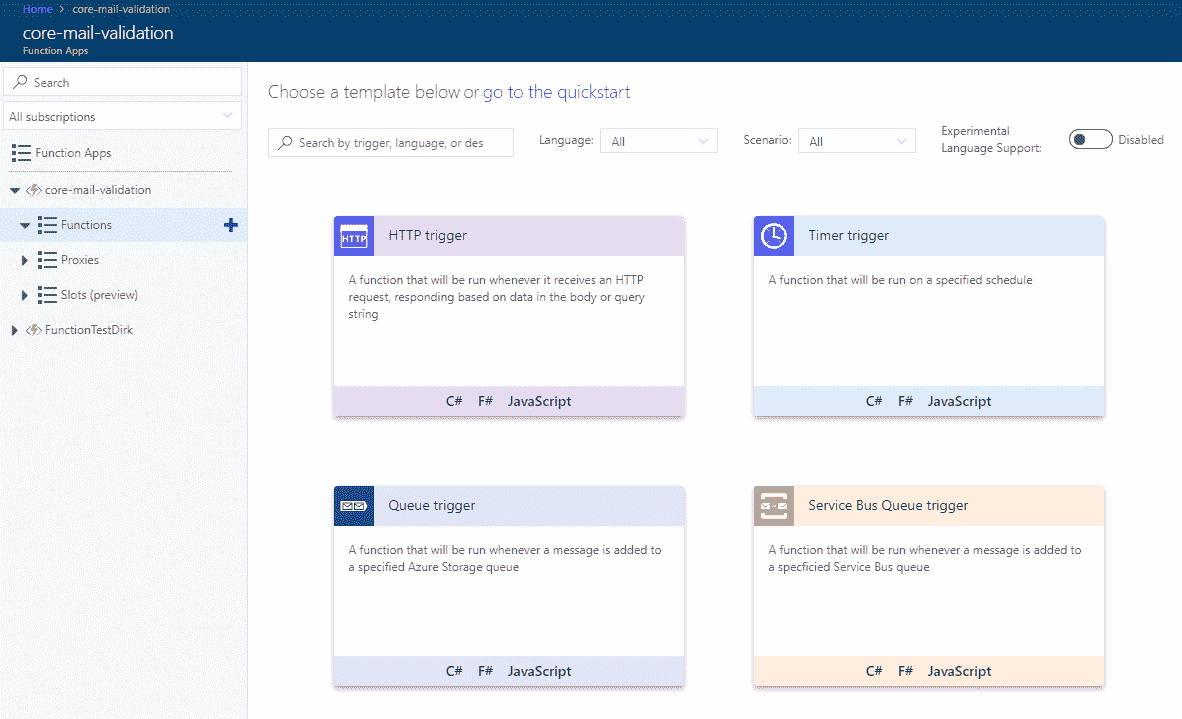 Home > core-mail-validation
core-mail-validation
Function Apps
Search
All subscriptions
Function Apps
core-mail-validation
Functions
Proxies
Slots (preview)
FunctionTestDirk
Choose a template below or go to the quickstart
Search by trigger, language, or des
Language: All
Scenario: All
Experimental
Language Support:
Disabled
HTTP
HTTP trigger
A function that will be run whenever it receives an HTTP
request, responding based on data in the body or query
string
C# F# JavaScript
Timer trigger
A function that will be run on a specified schedule
C# F# JavaScript
Queue trigger
A function that will be run whenever a message is added to
a specified Azure Storage queue
C# F# JavaScript
Service Bus Queue trigger
A function that will be run whenever a message is added to
a specficied Service Bus queue
C# F# JavaScript